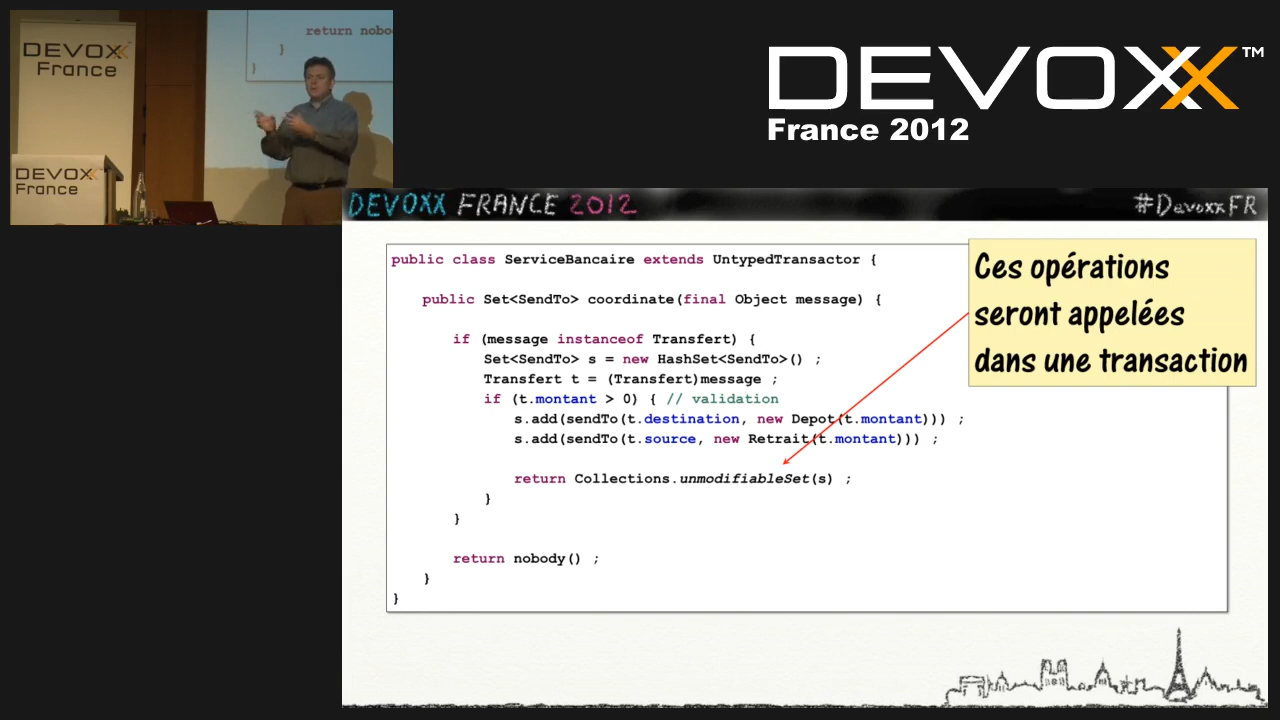 DEVOXX
France
return nobo
}
}
DEVOXX
France
DEVOXX™
France 2012
DEVOXX FRANCE 2012
#DevoxxFR
public class ServiceBancaire extends UntypedTransactor {
public Set<SendTo> coordinate(final Object message) {
if (message instanceof Transfert) {
Set<SendTo> s = new HashSet<SendTo>() ;
Transfert t = (Transfert)message ;
if (t.montant > 0) { // validation
s.add(sendTo(t.destination, new Depot(t.montant))) ;
s.add(sendTo(t.source, new Retrait(t.montant))) ;
return Collections.unmodifiableSet(s) ;
}
}
return nobody() ;
}
}
Ces opérations
seront appelées
dans une transaction